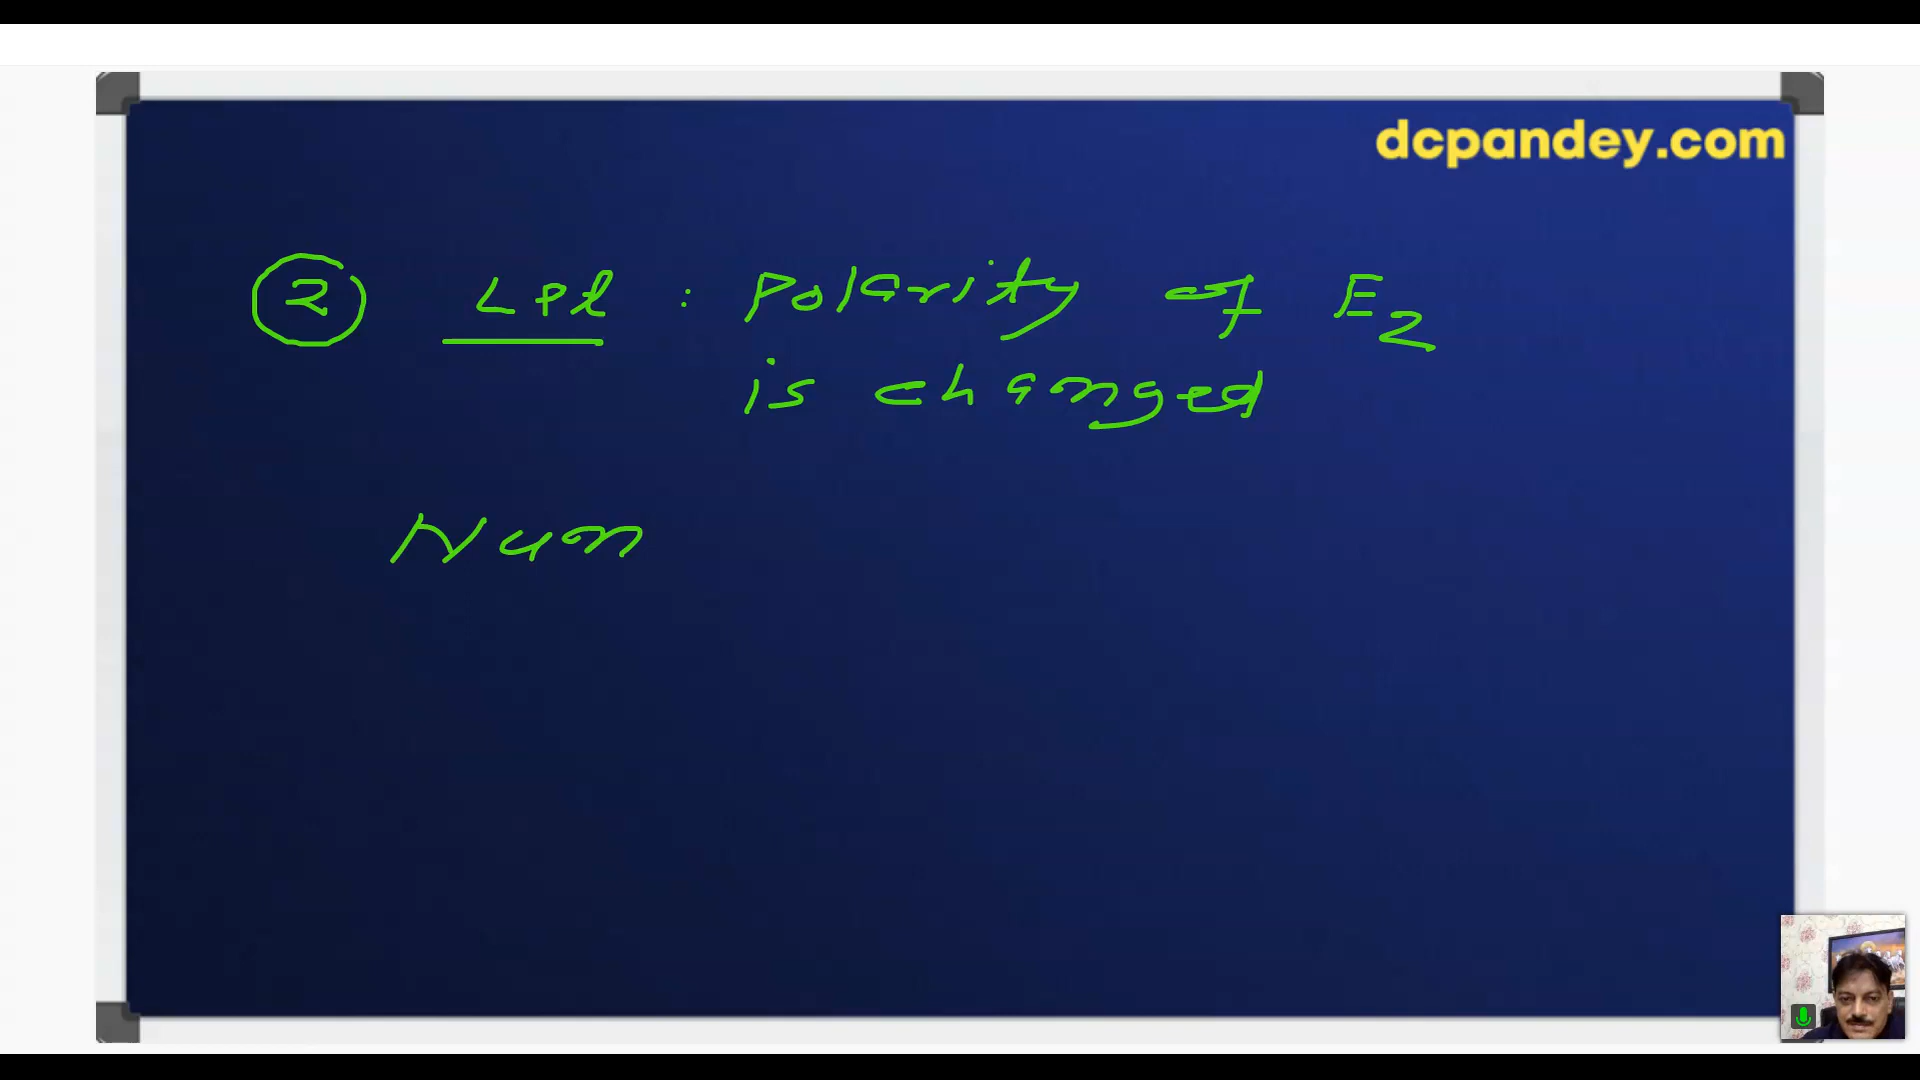 dcpandey.com
② LPL : Polarity of E₂
is changed
Num